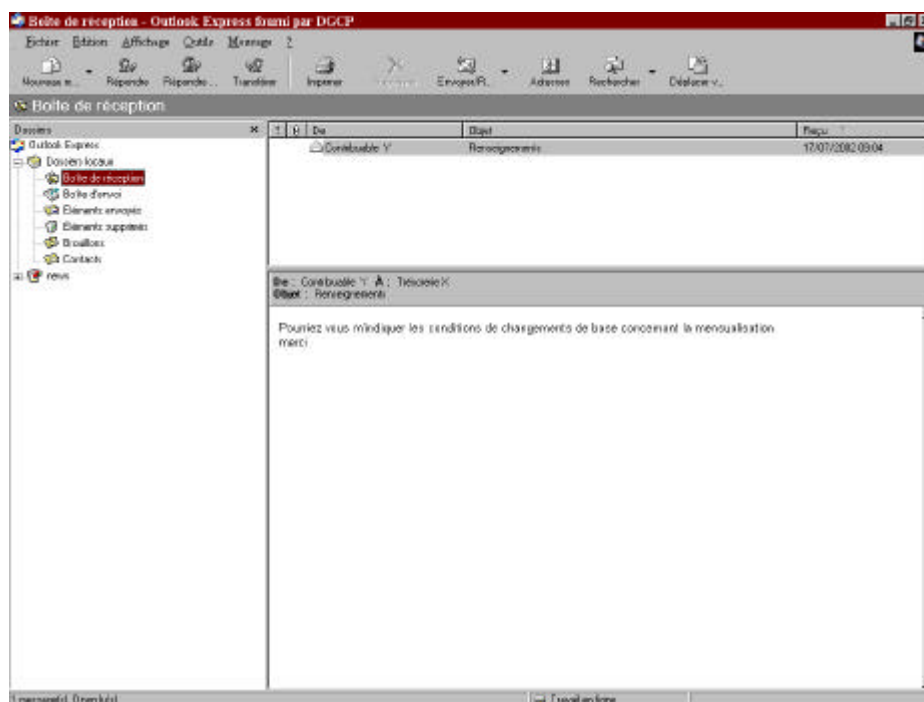 Boîte de réception - Outlook Express fourni par DGCP
Fichier Edition Affichage Outils Message ?
Nouveau m... Répondre Répondre ... Transférer Imprimer Envoyer/R... Adresses Rechercher Déplacer v...
Boîte de réception
Dossiers
Outlook Express
Dossiers locaux
Boîte de réception
Boîte d'envoi
Eléments envoyés
Eléments supprimés
Brouillons
Contacts
news
De Objet Reçu
Contribuable 'Y' Renseignements 17/07/2002 09:04
De : Contribuable 'Y' À : Trésorerie X
Objet : Renseignements
Pourriez vous m'indiquer les conditions de changements de base concernant la mensualisation
merci
Travail en ligne